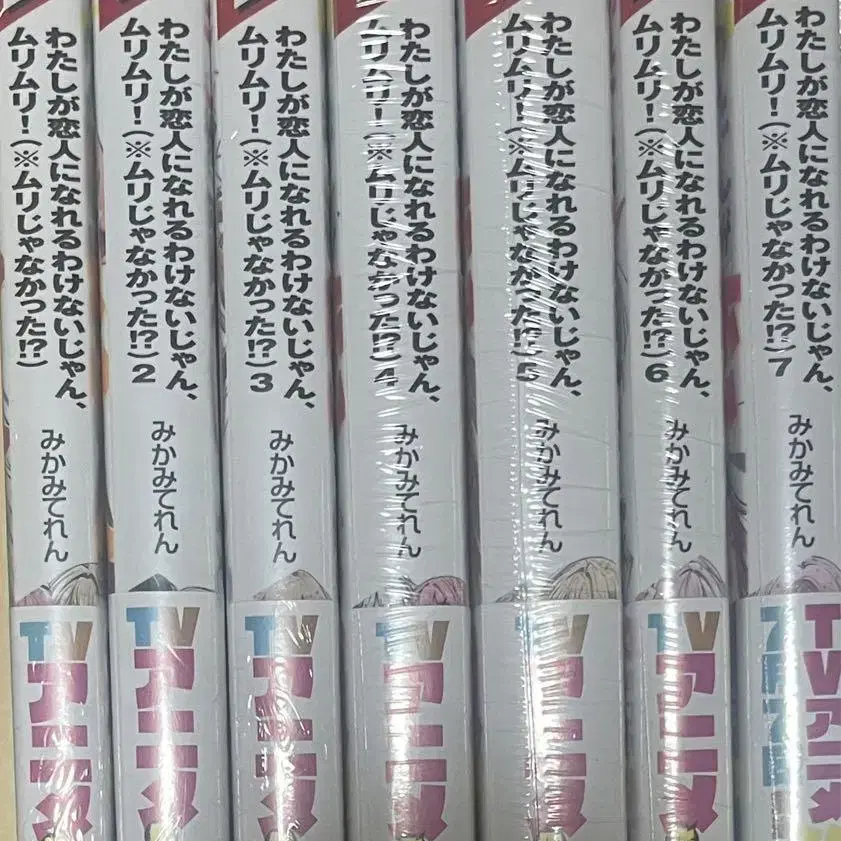 わたしが恋人になれるわけないじゃん、
ムリムリ!(※ムリじゃなかった!?)
みかみてれん
TVアニメ
わたしが恋人になれるわけないじゃん、
ムリムリ!(※ムリじゃなかった!?)2
みかみてれん
TVアニメ
わたしが恋人になれるわけないじゃん、
ムリムリ!(※ムリじゃなかった!?)3
みかみてれん
TVアニメ
わたしが恋人になれるわけないじゃん、
ムリムリ!(※ムリじゃなかった!?)4
みかみてれん
TVアニメ
わたしが恋人になれるわけないじゃん、
ムリムリ!(※ムリじゃなかった!?)5
みかみてれん
TVアニメ
わたしが恋人になれるわけないじゃん、
ムリムリ!(※ムリじゃなかった!?)6
みかみてれん
TVアニメ
わたしが恋人になれるわけないじゃん、
ムリムリ!(※ムリじゃなかった!?)7
みかみてれん
TVアニメ